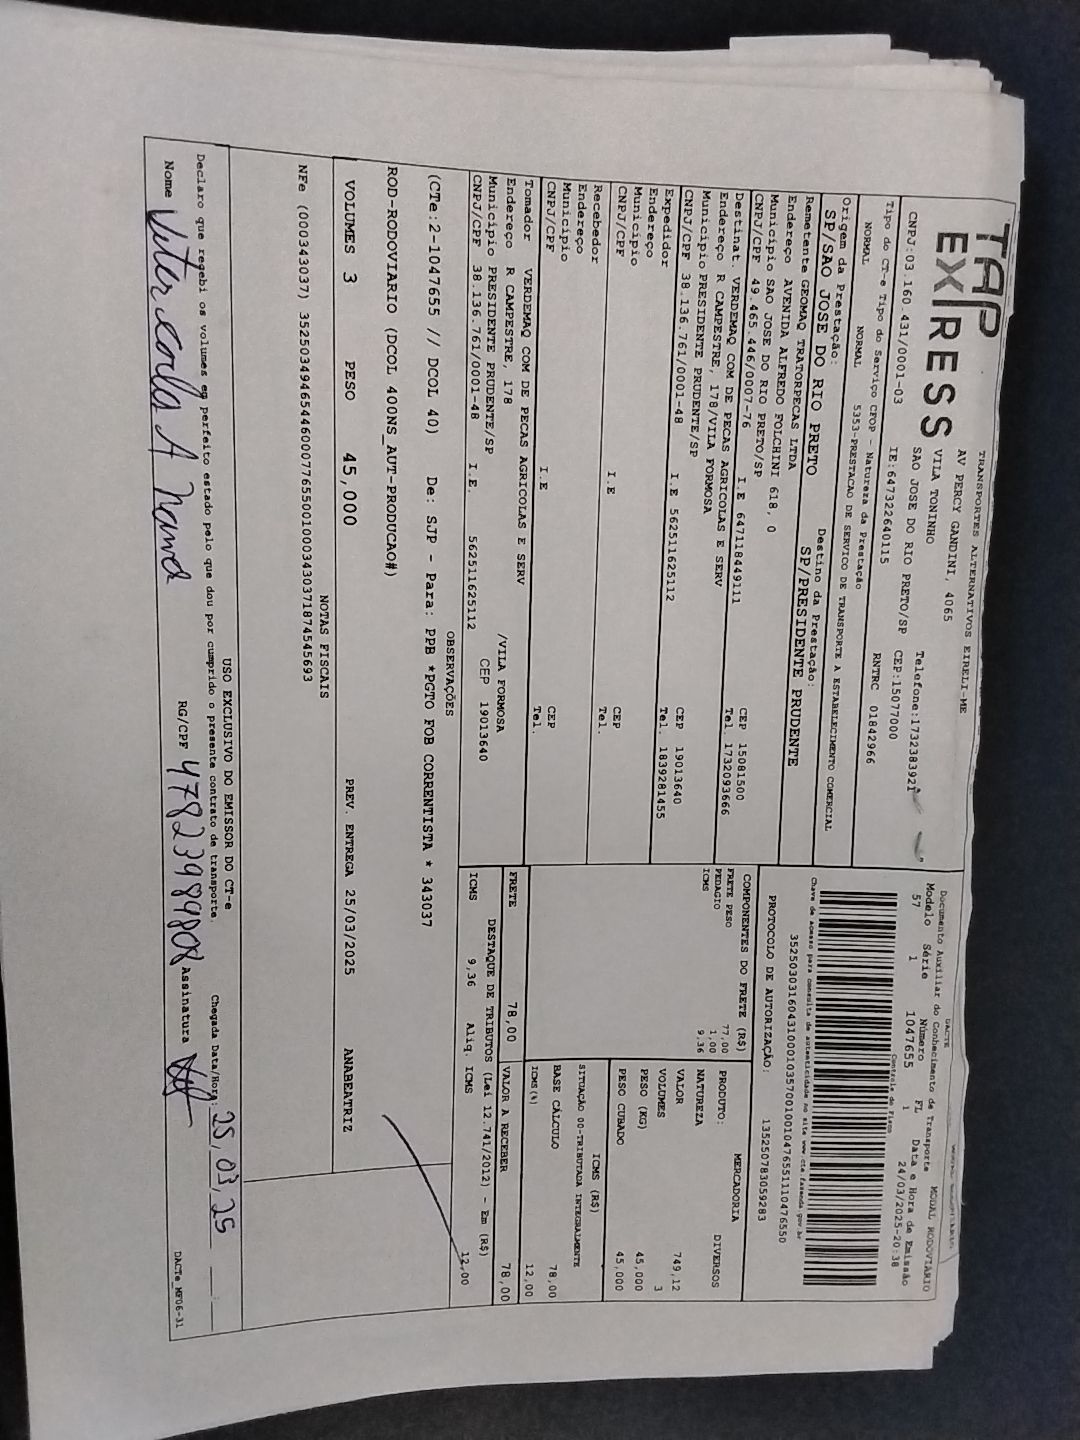 TAP
EXPRESS
TRANSPORTES ALTERNATIVOS EIRELI-ME
AV PERCY GANDINI, 4065
VILA TONINHO
SAO JOSE DO RIO PRETO/SP
Telefone:1732383921
CEP:15077000
CNPJ:03.160.431/0001-03 IE:647322640115 RNTRC 01842966
Tipo do CT-e Tipo do Serviço CFOP - Natureza da Prestação
NORMAL NORMAL 5353-PRESTACAO DE SERVICO DE TRANSPORTE A ESTABELECIMENTO COMERCIAL
Origem da Prestação: Destino da Prestação:
SP/SAO JOSE DO RIO PRETO SP/PRESIDENTE PRUDENTE
Remetente GEOMAQ TRATORPECAS LTDA
Endereço AVENIDA ALFREDO FOLCHINI 618, 0
Município SAO JOSE DO RIO PRETO/SP CEP 15081500
CNPJ/CPF 49.465.446/0007-76 I.E 647118449111 Tel. 1732093666
Destinat VERDEMAQ COM DE PECAS AGRICOLAS E SERV
Endereço R CAMPESTRE, 178/VILA FORMOSA
Município PRESIDENTE PRUDENTE/SP CEP 19013640
CNPJ/CPF 38.136.761/0001-48 I.E 562511625112 Tel. 1839281455
Expedidor
Endereço
Município CEP
CNPJ/CPF I.E Tel.
Recebedor
Endereço
Município CEP
CNPJ/CPF I.E Tel.
Tomador VERDEMAQ COM DE PECAS AGRICOLAS E SERV
Endereço R CAMPESTRE, 178 /VILA FORMOSA
Município PRESIDENTE PRUDENTE/SP CEP 19013640
CNPJ/CPF 38.136.761/0001-48 I.E. 562511625112
DACTE
Documento Auxiliar do Conhecimento de Transporte MODAL RODOVIÁRIO
Modelo Série Número FL Data e Hora de Emissão
57 1 1047655 1 24/03/2025-20:38
Controle do Fisco
Chave de acesso para consulta de autenticidade no site www.cte.fazenda.gov.br
35250303160431000103570010010476551110476550
PROTOCOLO DE AUTORIZAÇÃO: 135250783059283
COMPONENTES DO FRETE (R$)
FRETE PESO 77,00
PEDAGIO 1,00
ICMS 9,36
FRETE 78,00
MERCADORIA
PRODUTO: DIVERSOS
NATUREZA
VALOR 749,12
VOLUMES 3
PESO (KG) 45,000
PESO CUBADO 45,000
ICMS (R$)
SITUAÇÃO 00-TRIBUTADA INTEGRALMENTE
BASE CÁLCULO 78,00
ICMS(%) 12,00
VALOR A RECEBER 78,00
DESTAQUE DE TRIBUTOS (Lei 12.741/2012) - Em (R$)
ICMS 9,36 Aliq. ICMS 12,00
OBSERVAÇÕES
(CTe:2-1047655 // DCOL 40) De: SJP - Para: PPB *PGTO FOB CORRENTISTA * 343037
ROD-RODOVIARIO (DCOL 400NS_AUT-PRODUCAO#)
VOLUMES 3 PESO 45,000 PREV. ENTREGA 25/03/2025 ANABEATRIZ
NOTAS FISCAIS
NFe (000343037) 35250349465446000776550010003430371874545693
USO EXCLUSIVO DO EMISSOR DO CT-e
Declaro que recebi os volumes em perfeito estado pelo que dou por cumprido o presente contrato de transporte. Chegada Data/Hora: 25/03/25
Nome RG/CPF 47823989808 Assinatura
DACTe_MF06-31